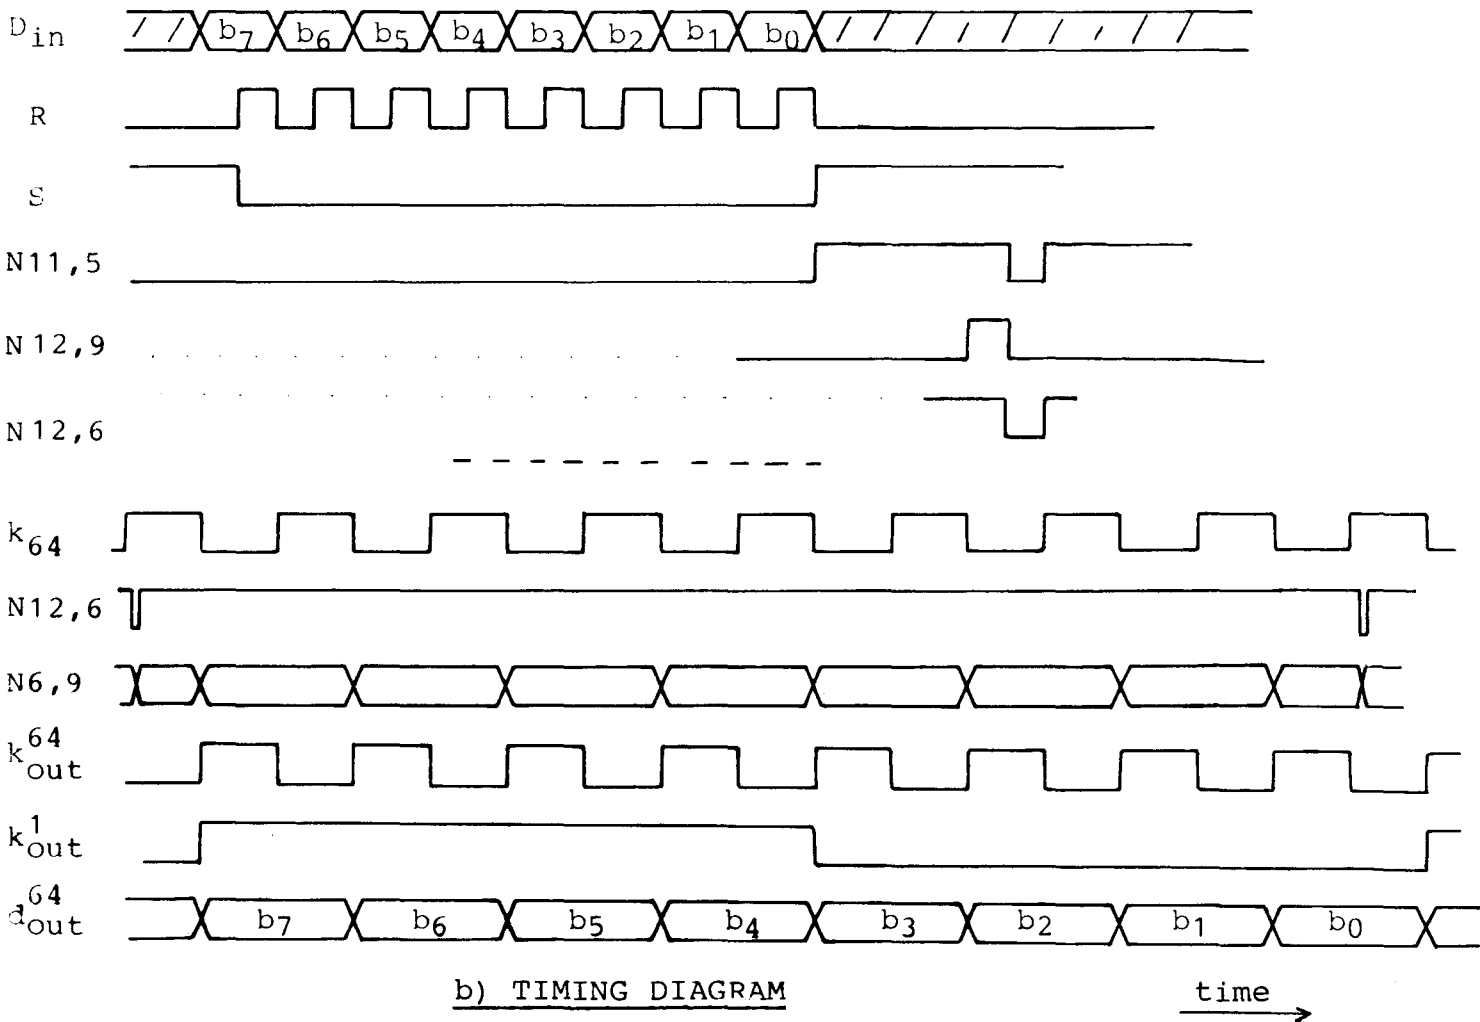 Din b7 b6 b5 b4 b3 b2 b1 b0
R
S
N11,5
N12,9
N12,6
k64
N12,6
N6,9
k64out
k1out
d64out b7 b6 b5 b4 b3 b2 b1 b0
b) TIMING DIAGRAM time